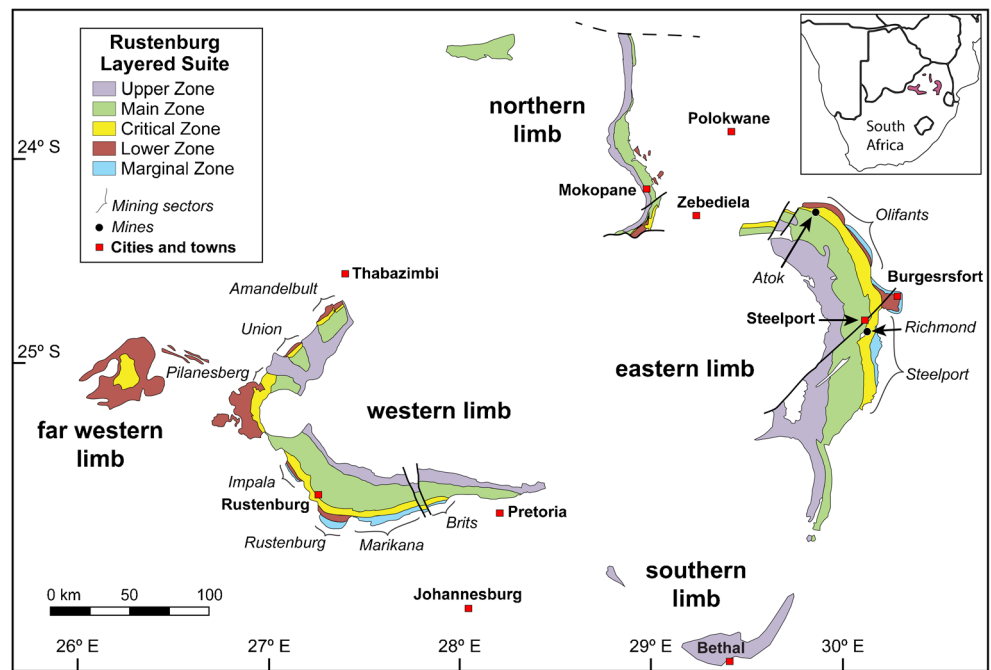 Rustenburg
Layered Suite
Upper Zone
Main Zone
Critical Zone
Lower Zone
Marginal Zone
Mining sectors
Mines
Cities and towns
northern
limb
Polokwane
Mokopane
Zebediela
South
Africa
Olifants
Atok
Burgesrsfort
Steelport
Richmond
Steelport
eastern limb
24º S
25º S
Thabazimbi
Amandelbult
Union
Pilanesberg
far western
limb
western limb
Impala
Rustenburg
Rustenburg
Marikana
Brits
Pretoria
southern
limb
Johannesburg
Bethal
0 km
50
100
26º E
27º E
28º E
29º E
30º E